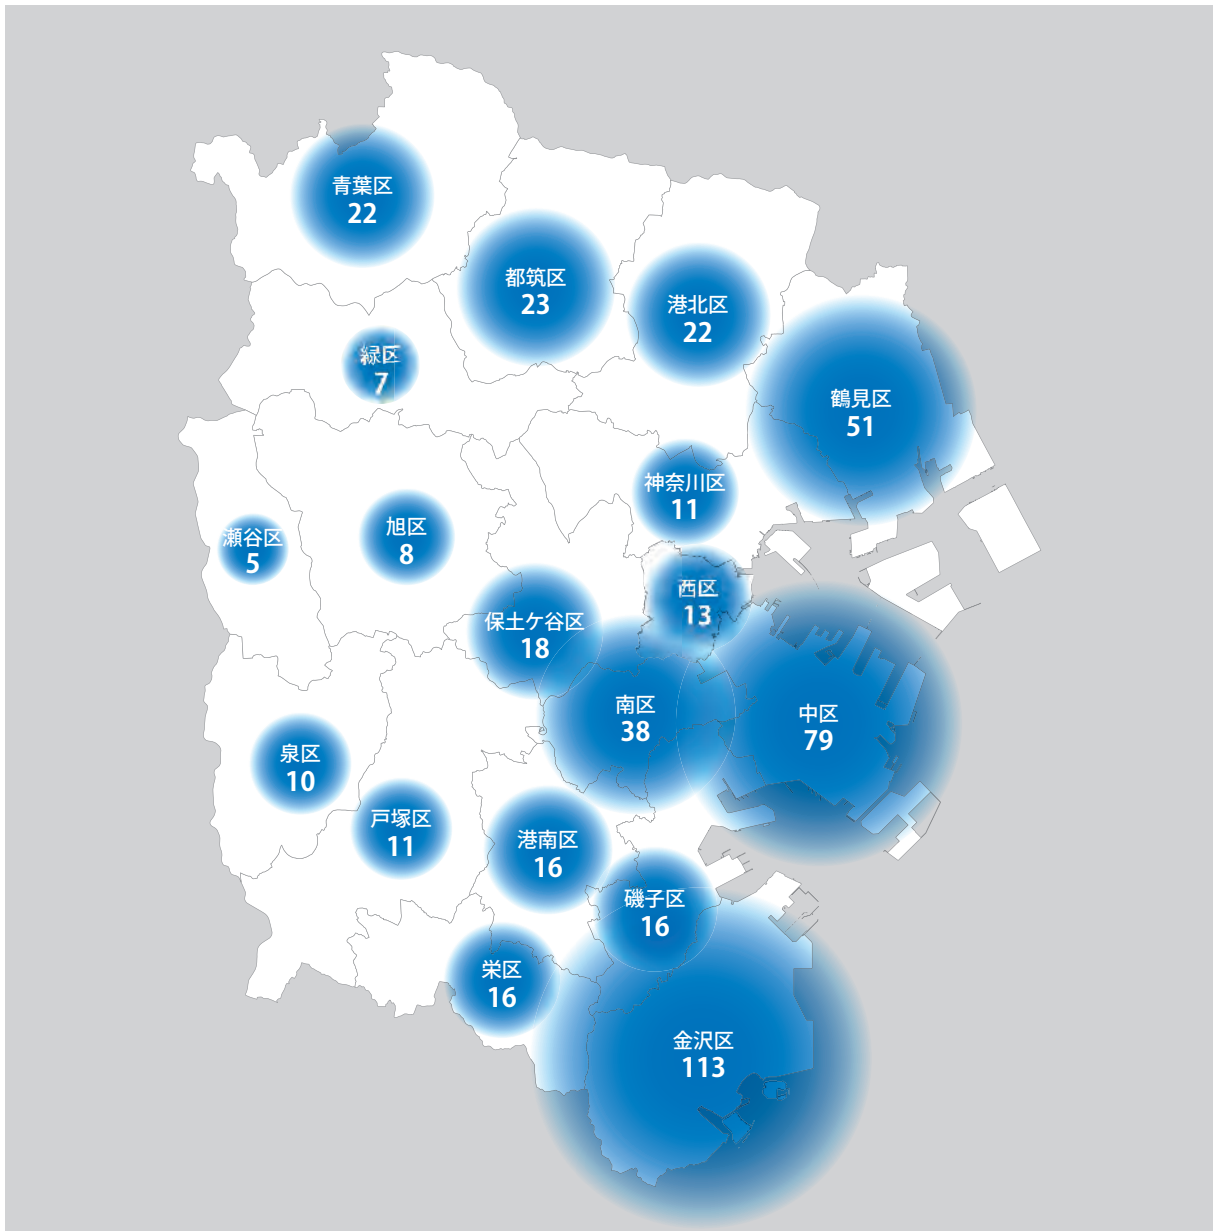 青葉区
22
都筑区
23
港北区
22
緑区
7
鶴見区
51
神奈川区
11
旭区
8
瀬谷区
5
西区
13
保土ケ谷区
18
南区
38
中区
79
泉区
10
戸塚区
11
港南区
16
磯子区
16
栄区
16
金沢区
113